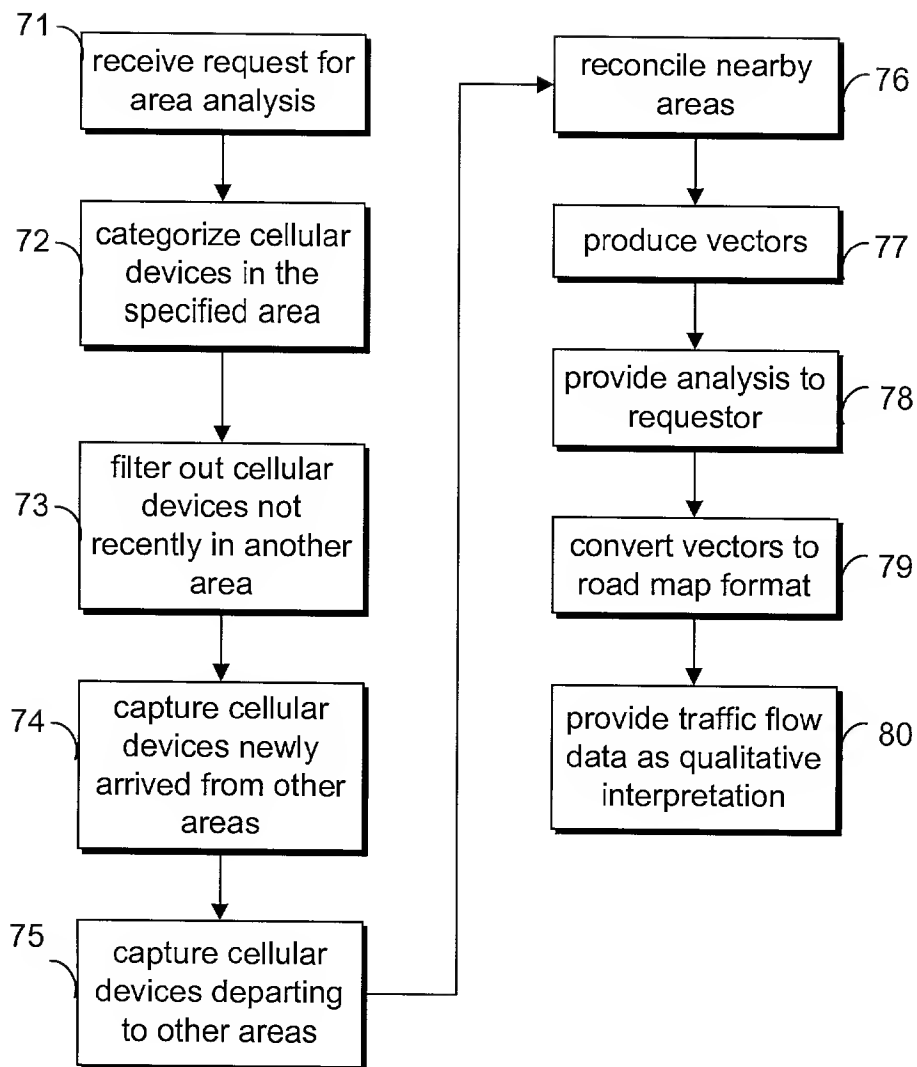 71
receive request for
area analysis
72
categorize cellular
devices in the
specified area
73
filter out cellular
devices not
recently in another
area
74
capture cellular
devices newly
arrived from other
areas
75
capture cellular
devices departing
to other areas
reconcile nearby
areas
76
produce vectors
77
provide analysis to
requestor
78
convert vectors to
road map format
79
provide traffic flow
data as qualitative
interpretation
80